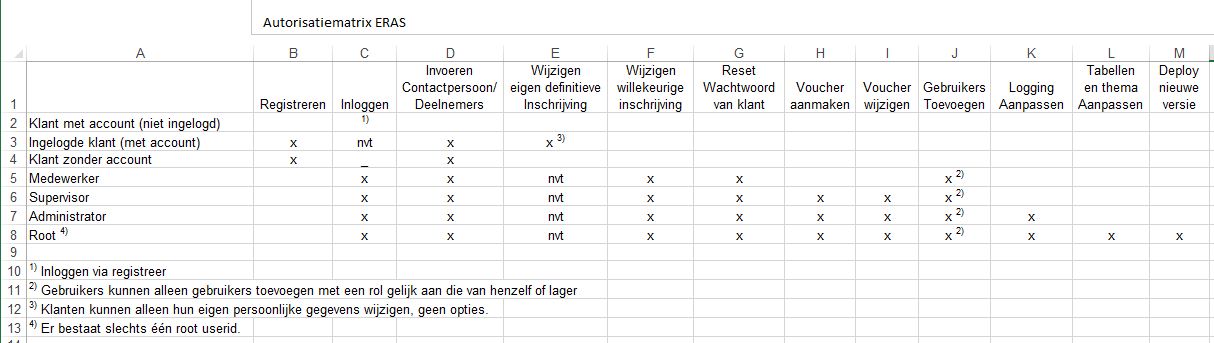 Autorisatiematrix ERAS
A B C D E F G H I J K L M
1 Registreren Inloggen Invoeren Contactpersoon/ Deelnemers Wijzigen eigen definitieve Inschrijving Wijzigen willekeurige inschrijving Reset Wachtwoord van klant Voucher aanmaken Voucher wijzigen Gebruikers Toevoegen Logging Aanpassen Tabellen en thema Aanpassen Deploy nieuwe versie
2 Klant met account (niet ingelogd) 1)
3 Ingelogde klant (met account) x nvt x x 3)
4 Klant zonder account x _ x
5 Medewerker x x nvt x x x 2)
6 Supervisor x x nvt x x x x x 2)
7 Administrator x x nvt x x x x x 2) x
8 Root 4) x x nvt x x x x x 2) x x x
9
10 1) Inloggen via registreer
11 2) Gebruikers kunnen alleen gebruikers toevoegen met een rol gelijk aan die van henzelf of lager
12 3) Klanten kunnen alleen hun eigen persoonlijke gegevens wijzigen, geen opties.
13 4) Er bestaat slechts één root userid.